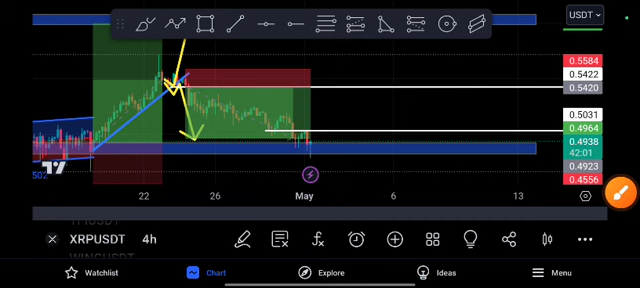 USDT
0.5584
0.5422
0.5420
0.5031
0.4964
0.4938
42:01
0.4923
0.4556
502
22
26
May
6
13
XRPUSDT
4h
Watchlist
Chart
Explore
Ideas
Menu